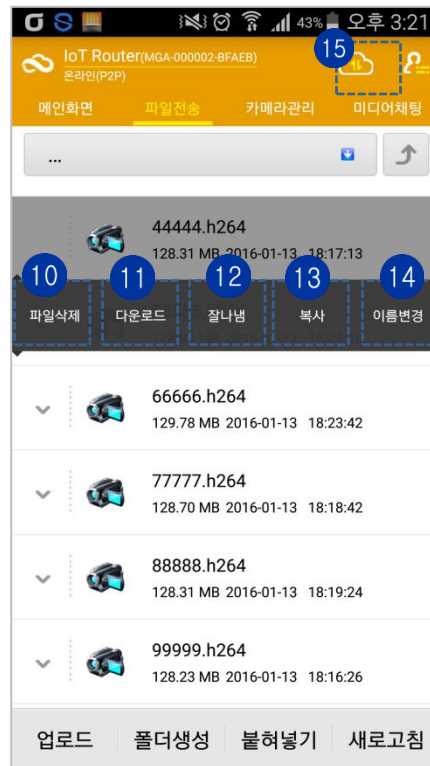 43% 오후 3:21
15
IoT Router(MGA-000002-BFAEB)
온라인(P2P)
메인화면 파일전송 카메라관리 미디어채팅
...
44444.h264
128.31 MB 2016-01-13 18:17:13
10 11 12 13 14
파일삭제 다운로드 잘나냄 복사 이름변경
66666.h264
129.78 MB 2016-01-13 18:23:42
77777.h264
128.70 MB 2016-01-13 18:18:42
88888.h264
128.31 MB 2016-01-13 18:19:24
99999.h264
128.23 MB 2016-01-13 18:16:26
업로드 폴더생성 붙혀넣기 새로고침